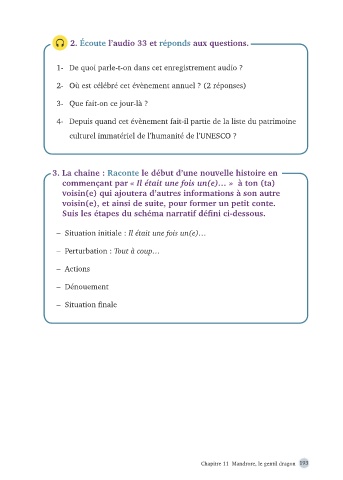 2. Écoute l'audio 33 et réponds aux questions.
1- De quoi parle-t-on dans cet enregistrement audio ?
2- Où est célébré cet évènement annuel ? (2 réponses)
3- Que fait-on ce jour-là ?
4- Depuis quand cet évènement fait-il partie de la liste du patrimoine
culturel immatériel de l'humanité de l'UNESCO ?
3. La chaine : Raconte le début d'une nouvelle histoire en
commençant par « Il était une fois un(e)… » à ton (ta)
voisin(e) qui ajoutera d'autres informations à son autre
voisin(e), et ainsi de suite, pour former un petit conte.
Suis les étapes du schéma narratif défini ci-dessous.
– Situation initiale : Il était une fois un(e)…
– Perturbation : Tout à coup…
– Actions
– Dénouement
– Situation finale
Chapitre 11 Mandrore, le gentil dragon